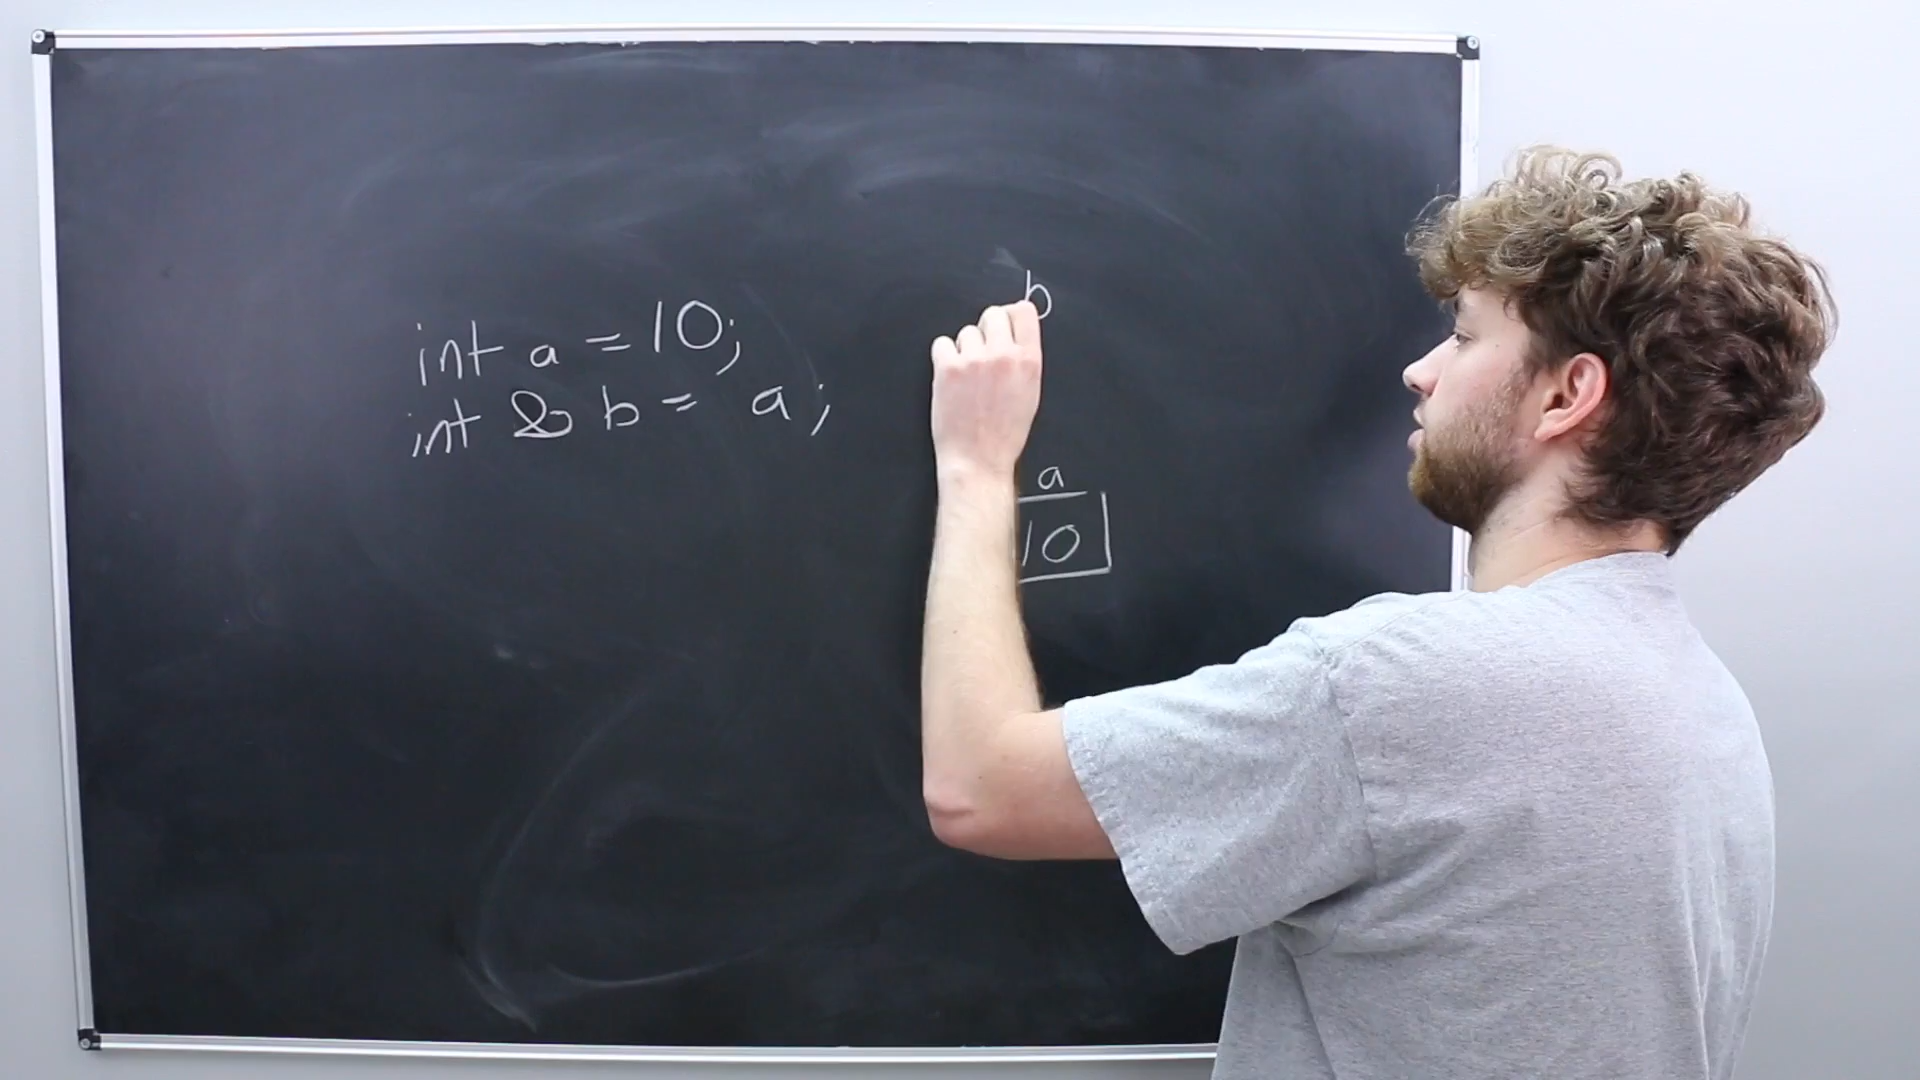 int a = 10;
int & b = a;
b
a
10